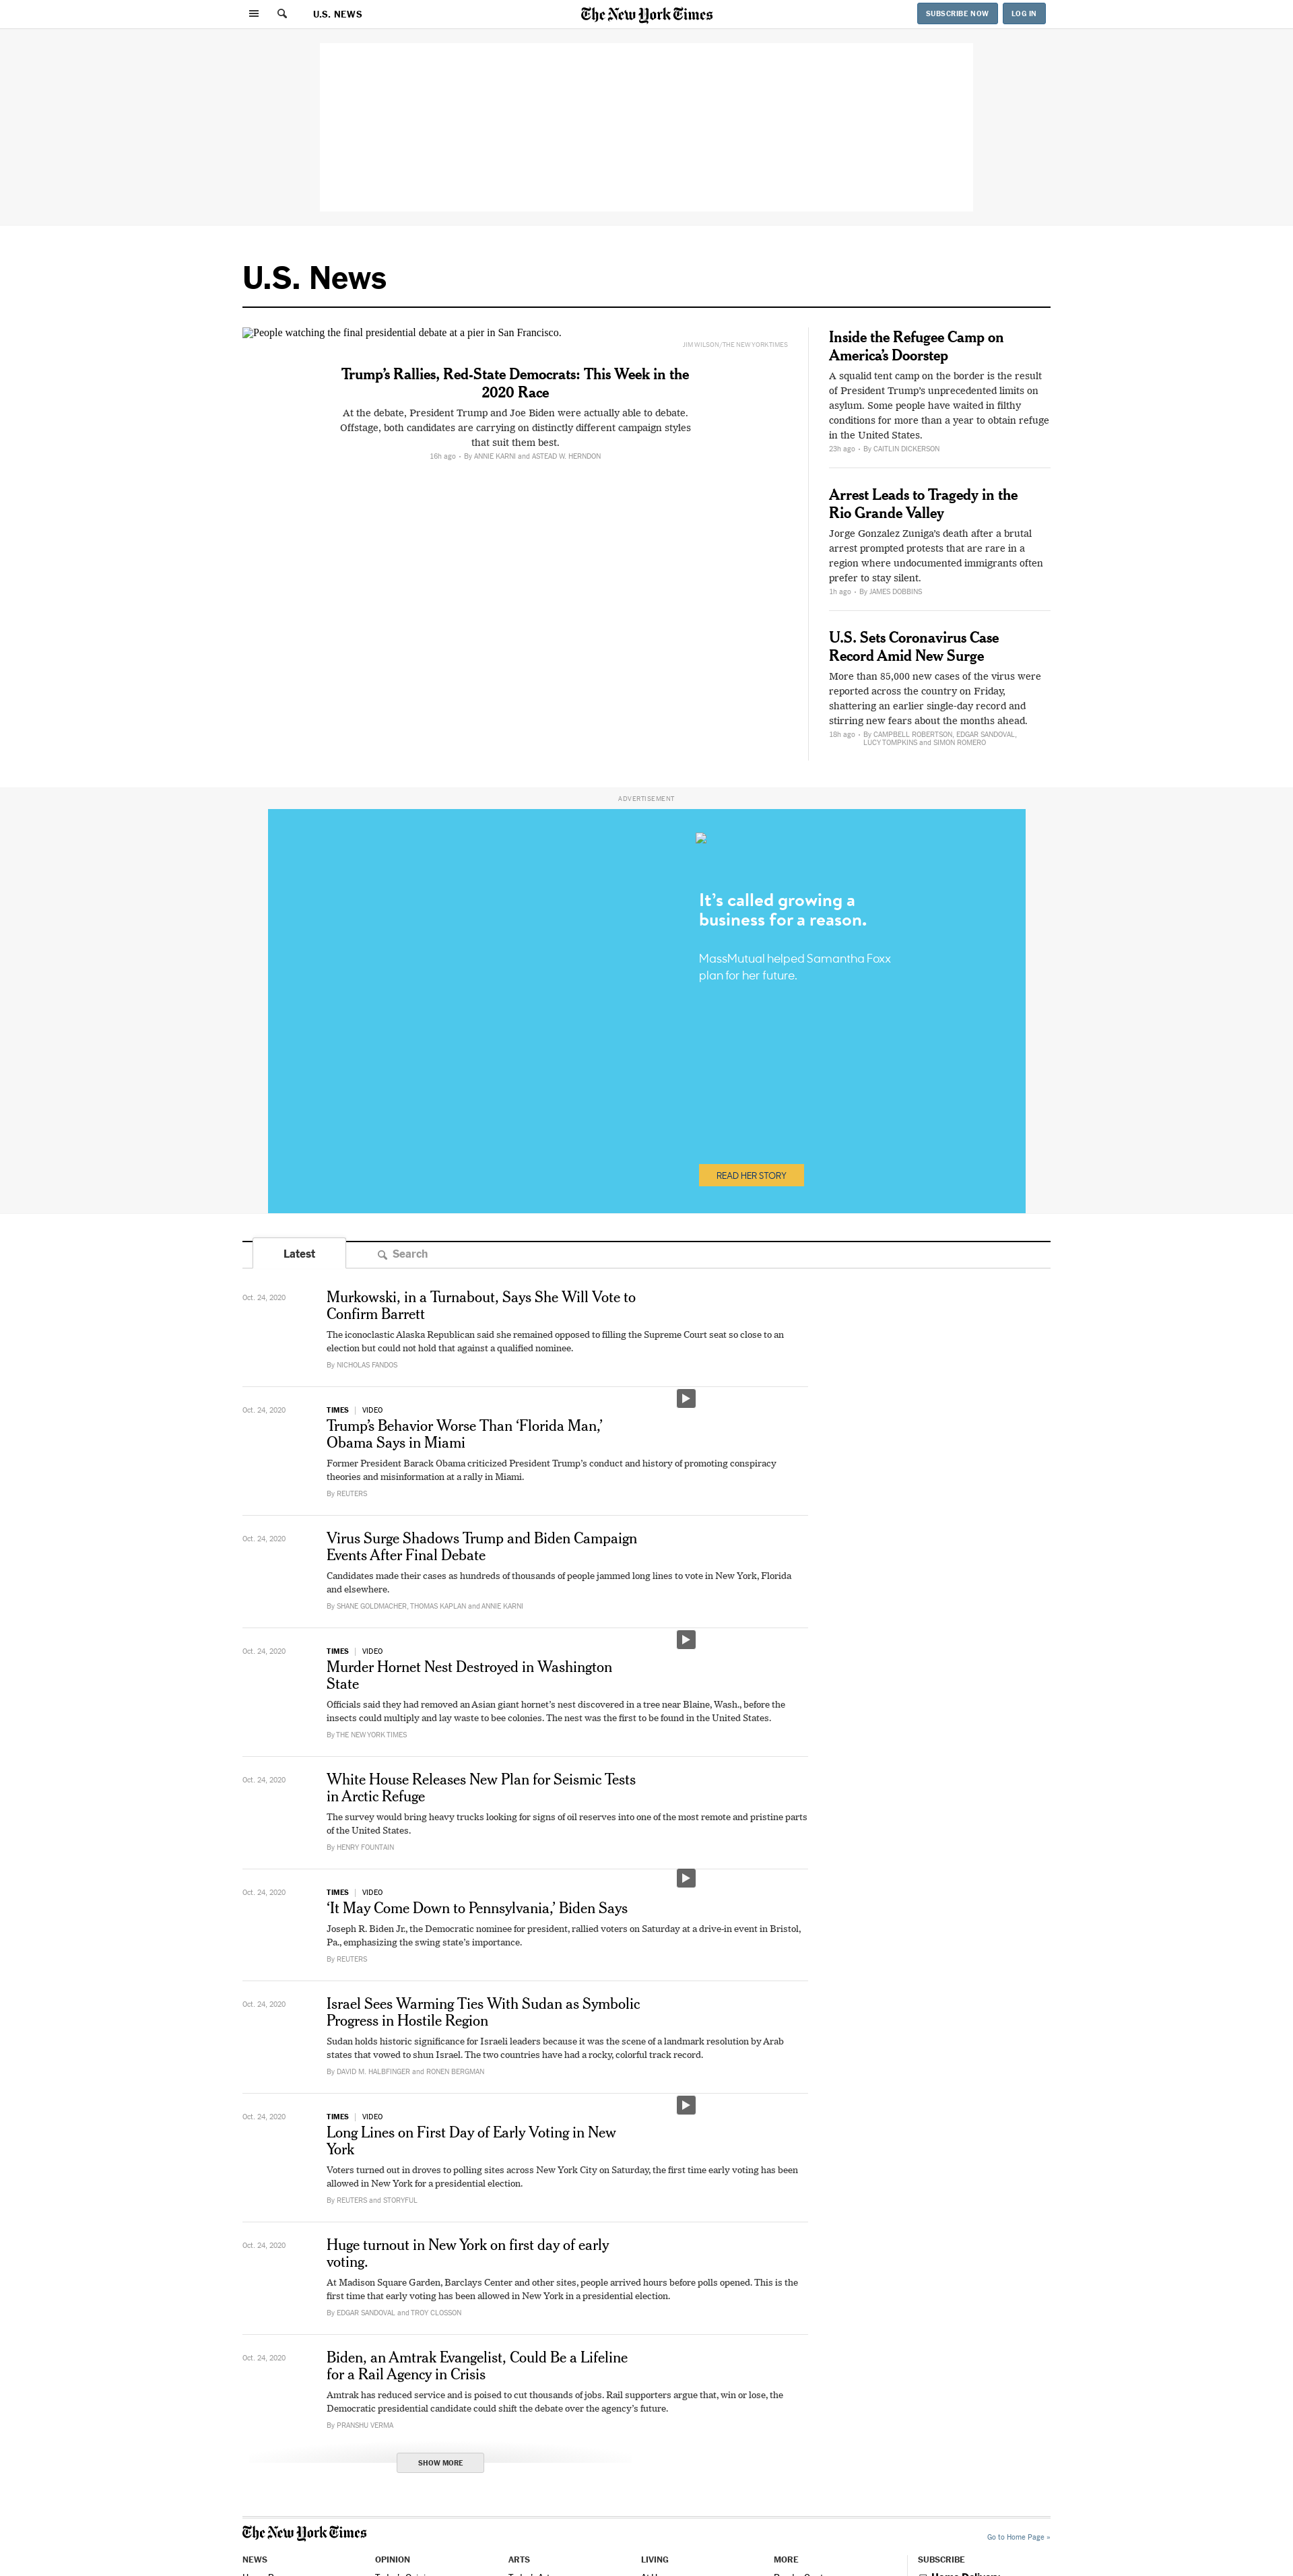 U.S. NEWS
The New York Times
SUBSCRIBE NOW
LOG IN
U.S. News
People watching the final presidential debate at a pier in San Francisco.
JIM WILSON/THE NEW YORK TIMES
Trump’s Rallies, Red-State Democrats: This Week in the
2020 Race
At the debate, President Trump and Joe Biden were actually able to debate.
Offstage, both candidates are carrying on distinctly different campaign styles
that suit them best.
16h ago • By ANNIE KARNI and ASTEAD W. HERNDON
Inside the Refugee Camp on
America’s Doorstep
A squalid tent camp on the border is the result
of President Trump’s unprecedented limits on
asylum. Some people have waited in filthy
conditions for more than a year to obtain refuge
in the United States.
23h ago • By CAITLIN DICKERSON
Arrest Leads to Tragedy in the
Rio Grande Valley
Jorge Gonzalez Zuniga’s death after a brutal
arrest prompted protests that are rare in a
region where undocumented immigrants often
prefer to stay silent.
1h ago • By JAMES DOBBINS
U.S. Sets Coronavirus Case
Record Amid New Surge
More than 85,000 new cases of the virus were
reported across the country on Friday,
shattering an earlier single-day record and
stirring new fears about the months ahead.
18h ago • By CAMPBELL ROBERTSON, EDGAR SANDOVAL,
LUCY TOMPKINS and SIMON ROMERO
ADVERTISEMENT
It’s called growing a
business for a reason.
MassMutual helped Samantha Foxx
plan for her future.
READ HER STORY
Latest
Search
Oct. 24, 2020
Murkowski, in a Turnabout, Says She Will Vote to
Confirm Barrett
The iconoclastic Alaska Republican said she remained opposed to filling the Supreme Court seat so close to an
election but could not hold that against a qualified nominee.
By NICHOLAS FANDOS
Oct. 24, 2020
TIMES | VIDEO
Trump’s Behavior Worse Than ‘Florida Man,’
Obama Says in Miami
Former President Barack Obama criticized President Trump’s conduct and history of promoting conspiracy
theories and misinformation at a rally in Miami.
By REUTERS
Oct. 24, 2020
Virus Surge Shadows Trump and Biden Campaign
Events After Final Debate
Candidates made their cases as hundreds of thousands of people jammed long lines to vote in New York, Florida
and elsewhere.
By SHANE GOLDMACHER, THOMAS KAPLAN and ANNIE KARNI
Oct. 24, 2020
TIMES | VIDEO
Murder Hornet Nest Destroyed in Washington
State
Officials said they had removed an Asian giant hornet’s nest discovered in a tree near Blaine, Wash., before the
insects could multiply and lay waste to bee colonies. The nest was the first to be found in the United States.
By THE NEW YORK TIMES
Oct. 24, 2020
White House Releases New Plan for Seismic Tests
in Arctic Refuge
The survey would bring heavy trucks looking for signs of oil reserves into one of the most remote and pristine parts
of the United States.
By HENRY FOUNTAIN
Oct. 24, 2020
TIMES | VIDEO
‘It May Come Down to Pennsylvania,’ Biden Says
Joseph R. Biden Jr., the Democratic nominee for president, rallied voters on Saturday at a drive-in event in Bristol,
Pa., emphasizing the swing state’s importance.
By REUTERS
Oct. 24, 2020
Israel Sees Warming Ties With Sudan as Symbolic
Progress in Hostile Region
Sudan holds historic significance for Israeli leaders because it was the scene of a landmark resolution by Arab
states that vowed to shun Israel. The two countries have had a rocky, colorful track record.
By DAVID M. HALBFINGER and RONEN BERGMAN
Oct. 24, 2020
TIMES | VIDEO
Long Lines on First Day of Early Voting in New
York
Voters turned out in droves to polling sites across New York City on Saturday, the first time early voting has been
allowed in New York for a presidential election.
By REUTERS and STORYFUL
Oct. 24, 2020
Huge turnout in New York on first day of early
voting.
At Madison Square Garden, Barclays Center and other sites, people arrived hours before polls opened. This is the
first time that early voting has been allowed in New York in a presidential election.
By EDGAR SANDOVAL and TROY CLOSSON
Oct. 24, 2020
Biden, an Amtrak Evangelist, Could Be a Lifeline
for a Rail Agency in Crisis
Amtrak has reduced service and is poised to cut thousands of jobs. Rail supporters argue that, win or lose, the
Democratic presidential candidate could shift the debate over the agency’s future.
By PRANSHU VERMA
SHOW MORE
The New York Times
Go to Home Page »
NEWS
OPINION
ARTS
LIVING
MORE
SUBSCRIBE